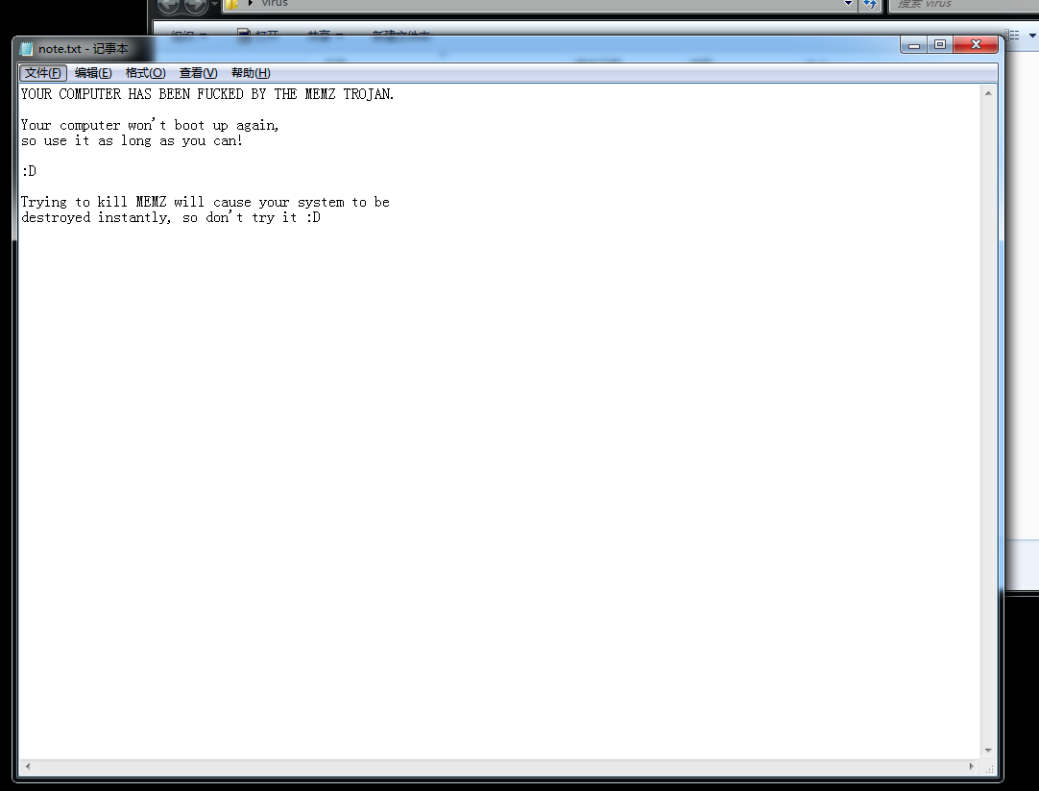 virus
搜索 virus
打开
共享
新建文件夹
note.txt - 记事本
文件(F) 编辑(E) 格式(O) 查看(V) 帮助(H)
YOUR COMPUTER HAS BEEN FUCKED BY THE MEMZ TROJAN.
Your computer won't boot up again,
so use it as long as you can!
:D
Trying to kill MEMZ will cause your system to be
destroyed instantly, so don't try it :D